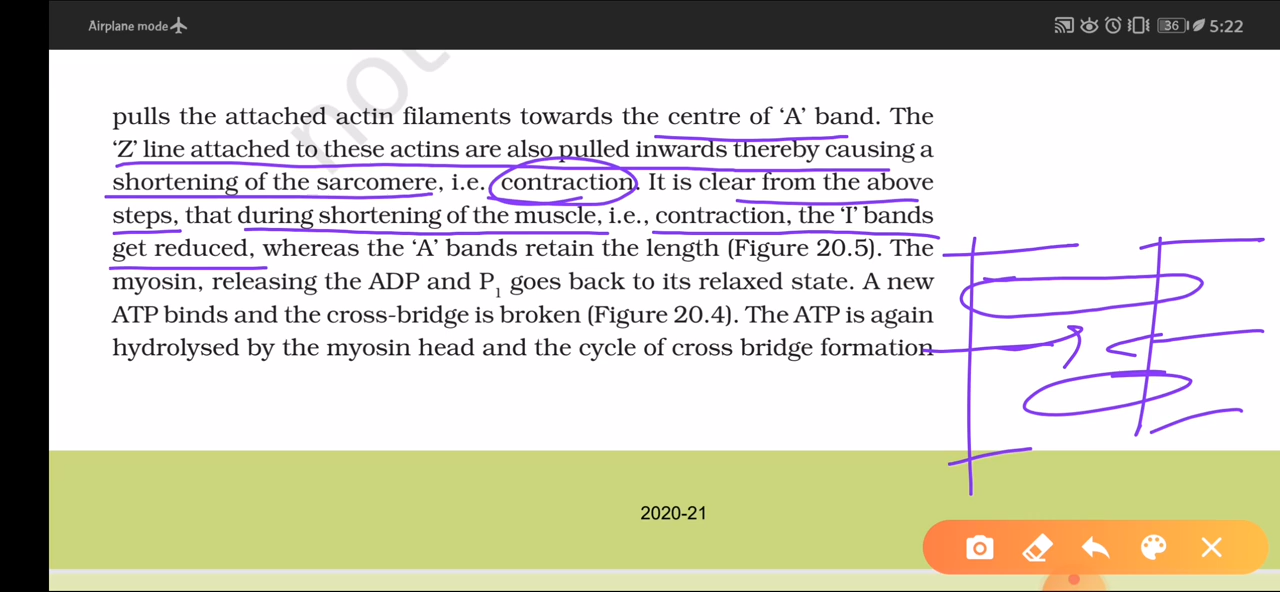 Airplane mode
36 5:22
not
pulls the attached actin filaments towards the centre of ‘A’ band. The
‘Z’ line attached to these actins are also pulled inwards thereby causing a
shortening of the sarcomere, i.e. contraction. It is clear from the above
steps, that during shortening of the muscle, i.e., contraction, the ‘I’ bands
get reduced, whereas the ‘A’ bands retain the length (Figure 20.5). The
myosin, releasing the ADP and P1 goes back to its relaxed state. A new
ATP binds and the cross-bridge is broken (Figure 20.4). The ATP is again
hydrolysed by the myosin head and the cycle of cross bridge formation
2020-21